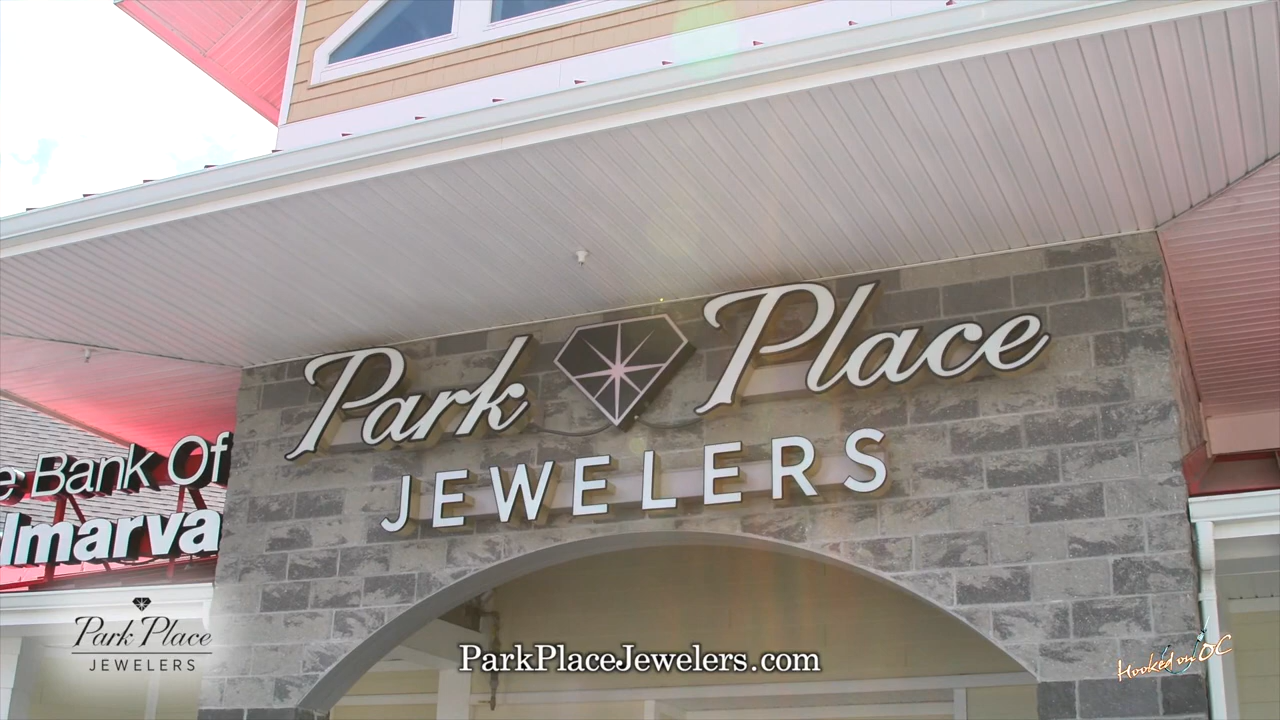 Park Place
JEWELERS
e Bank Of
lmarva
Park Place
JEWELERS
ParkPlaceJewelers.com
Hooked on OC